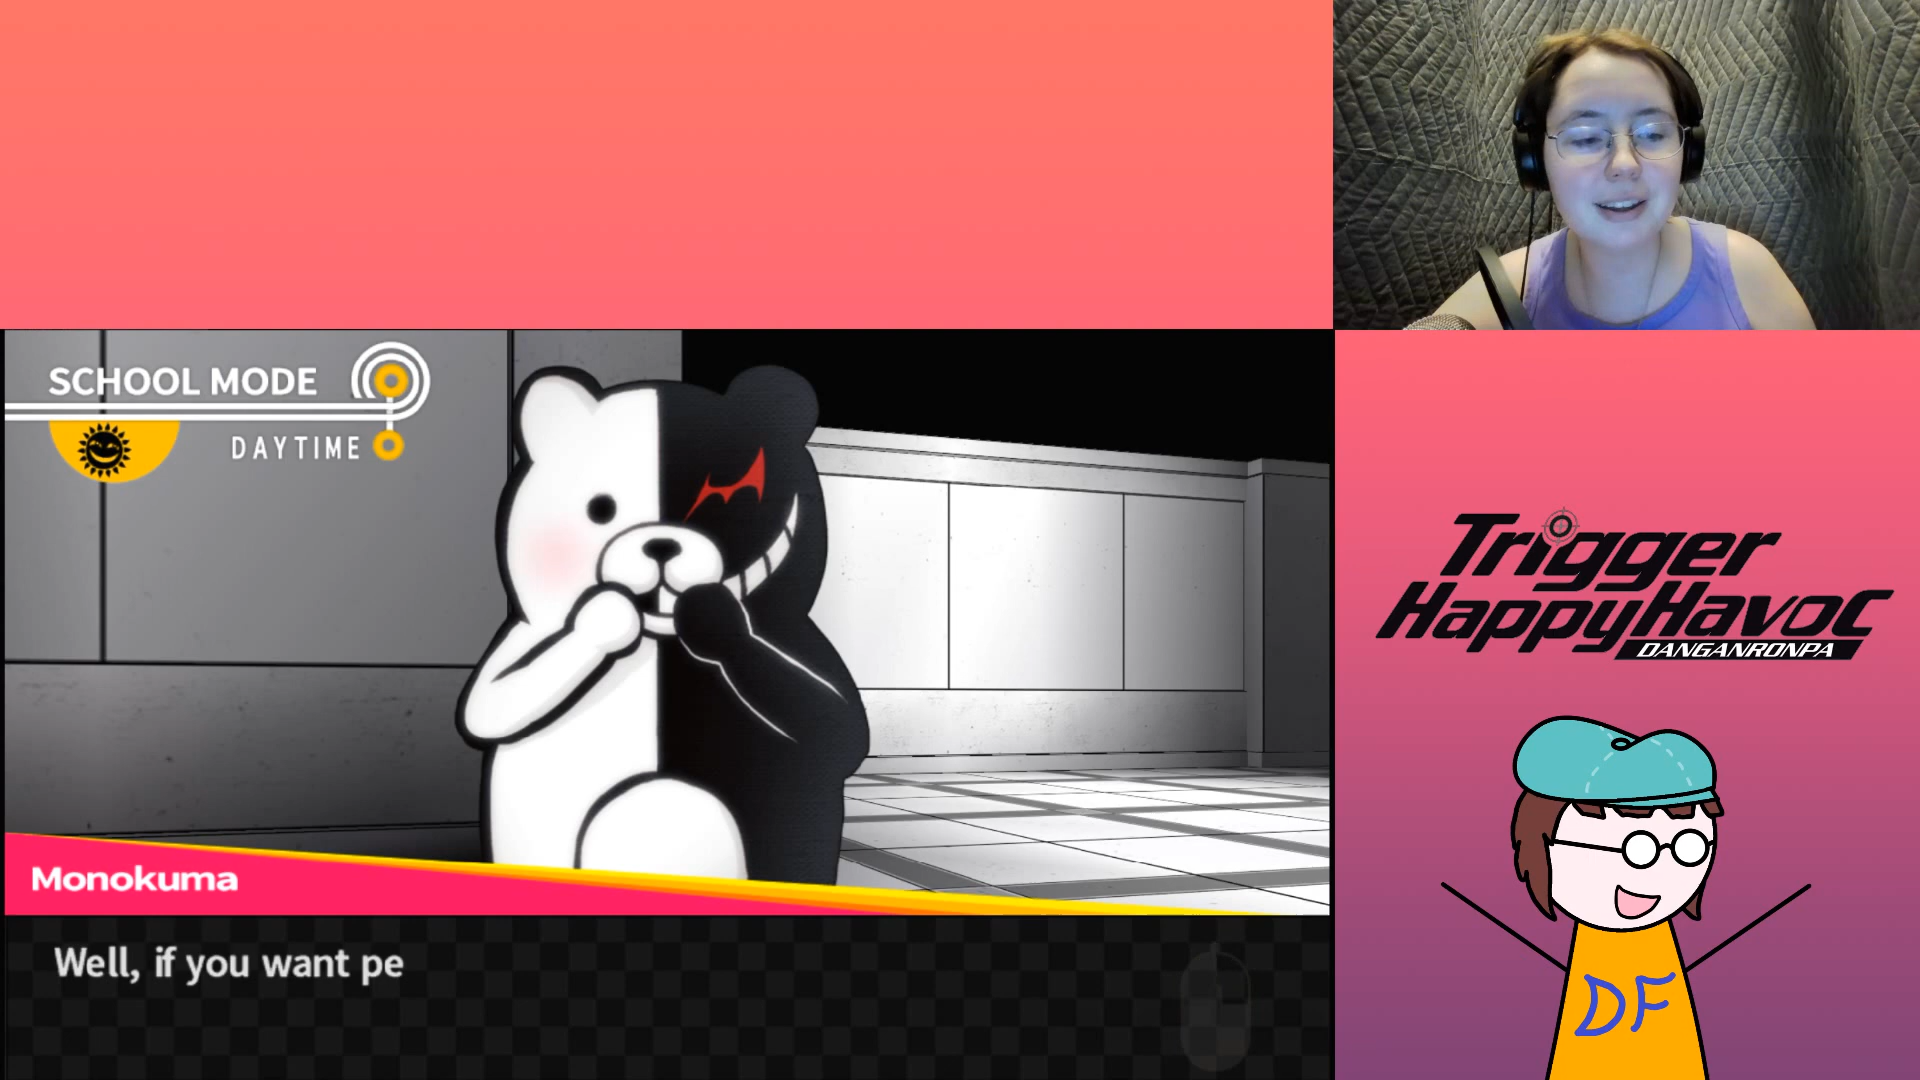 SCHOOL MODE
DAYTIME
Monokuma
Well, if you want pe
Trigger
Happy Havoc
DANGANRONPA
DF